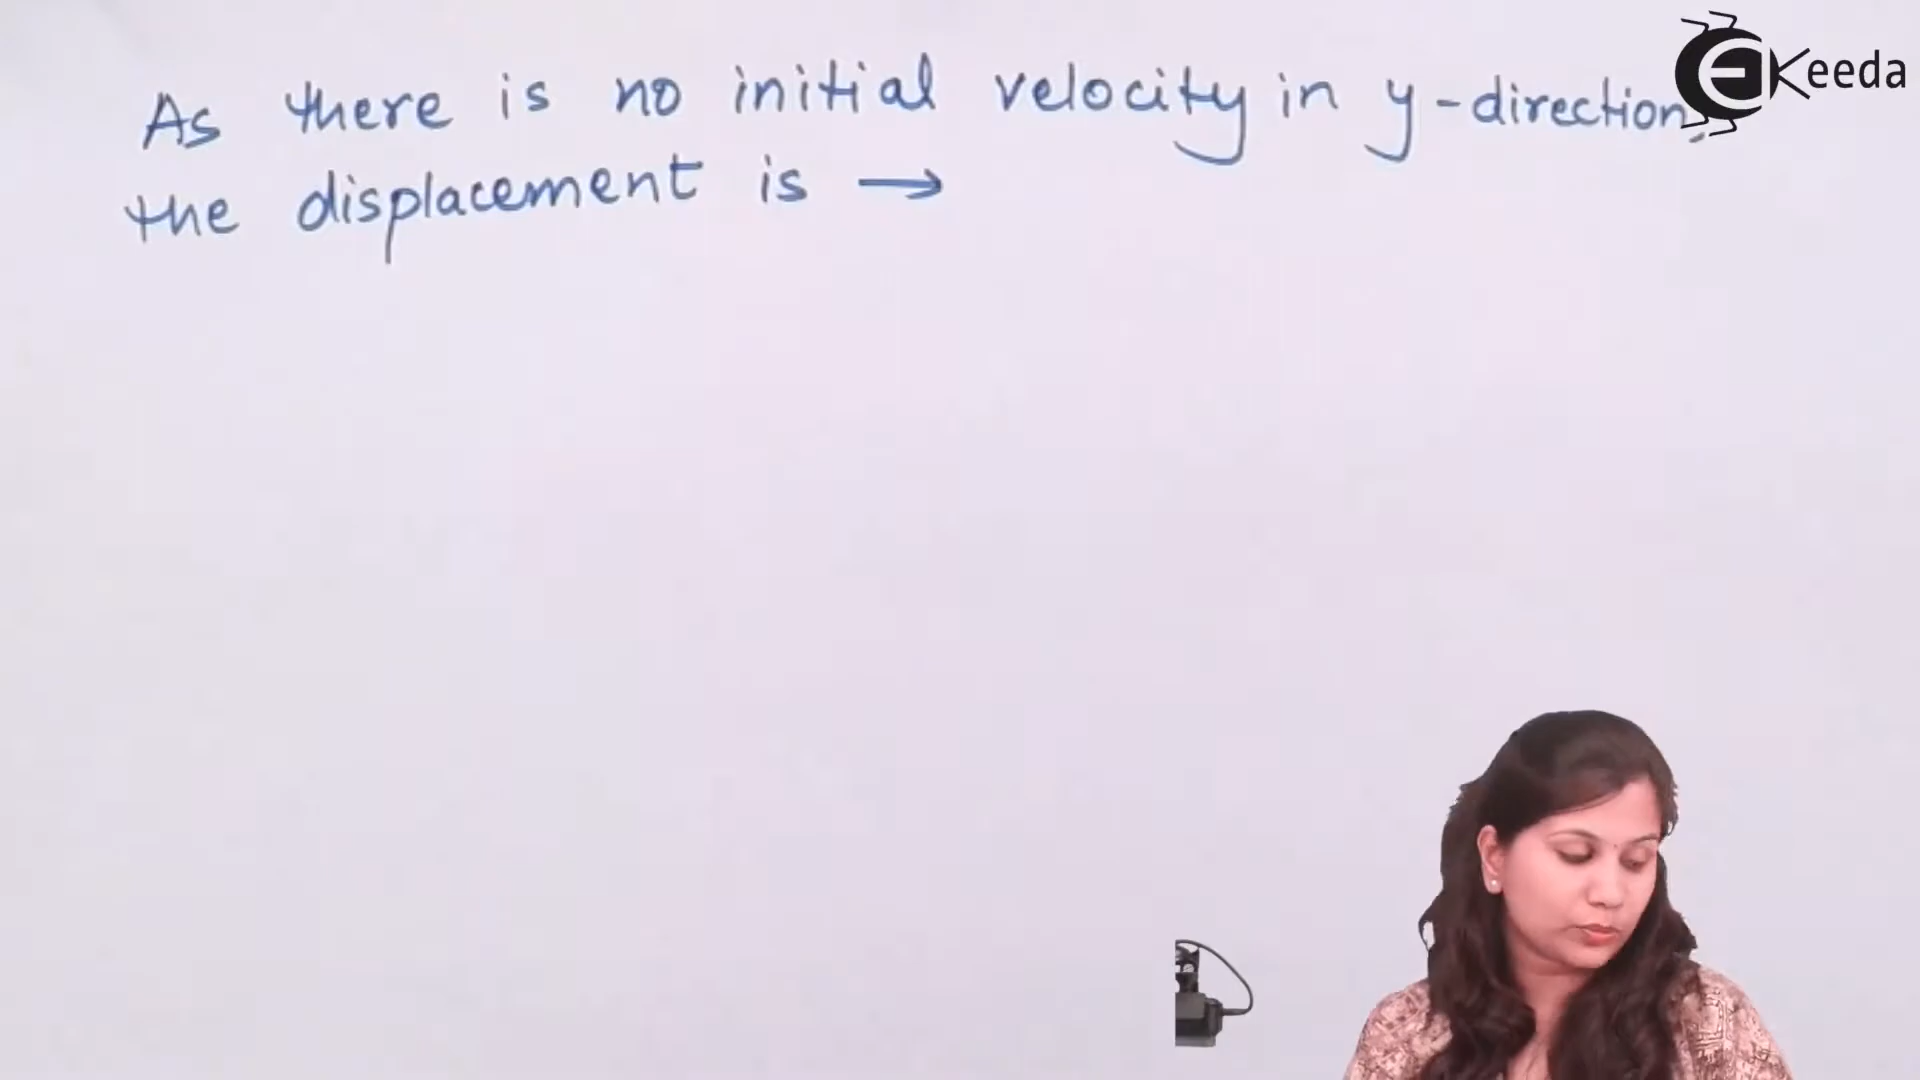 As there is no initial velocity in y-direction,
the displacement is →
Keeda